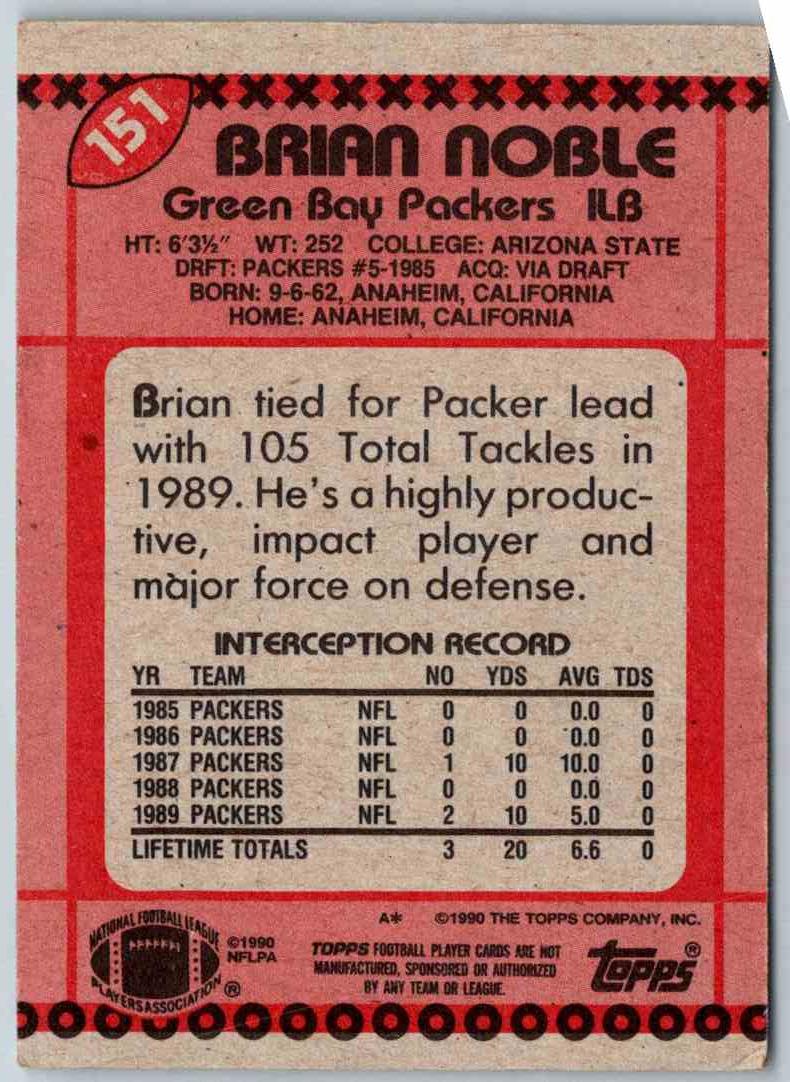 151
BRIAN NOBLE
Green Bay Packers ILB
HT: 6'3½" WT: 252 COLLEGE: ARIZONA STATE
DRFT: PACKERS #5-1985 ACQ: VIA DRAFT
BORN: 9-6-62, ANAHEIM, CALIFORNIA
HOME: ANAHEIM, CALIFORNIA
Brian tied for Packer lead
with 105 Total Tackles in
1989. He's a highly produc-
tive, impact player and
major force on defense.
INTERCEPTION RECORD
YR TEAM NO YDS AVG TDS
1985 PACKERS NFL 0 0 0.0 0
1986 PACKERS NFL 0 0 0.0 0
1987 PACKERS NFL 1 10 10.0 0
1988 PACKERS NFL 0 0 0.0 0
1989 PACKERS NFL 2 10 5.0 0
LIFETIME TOTALS 3 20 6.6 0
A* ©1990 THE TOPPS COMPANY, INC.
NATIONAL FOOTBALL LEAGUE
PLAYERS ASSOCIATION ®
©1990
NFLPA
TOPPS FOOTBALL PLAYER CARDS ARE NOT
MANUFACTURED, SPONSORED OR AUTHORIZED
BY ANY TEAM OR LEAGUE.
topps®